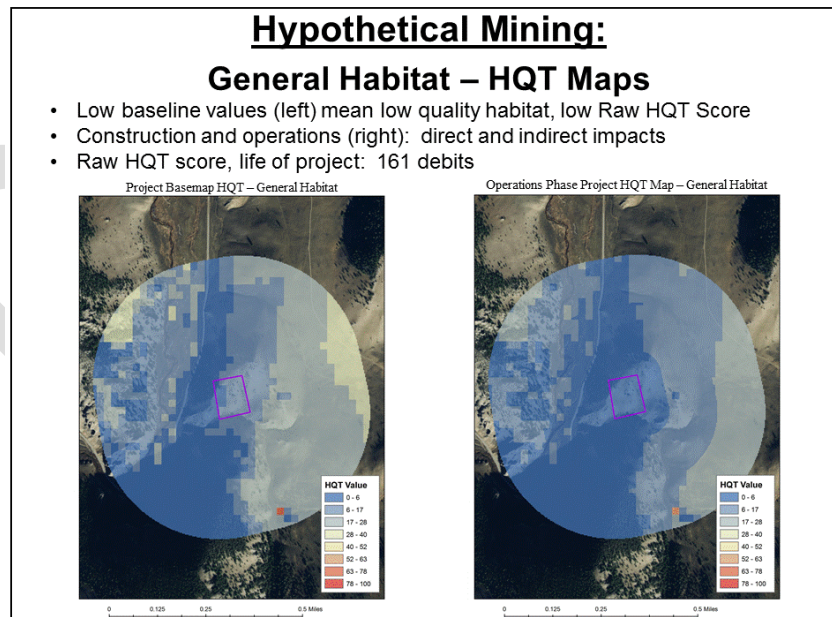 Hypothetical Mining:
General Habitat – HQT Maps
• Low baseline values (left) mean low quality habitat, low Raw HQT Score
• Construction and operations (right): direct and indirect impacts
• Raw HQT score, life of project: 161 debits
Project Basemap HQT – General Habitat
HQT Value
0 - 6
6 - 17
17 - 28
28 - 40
40 - 52
52 - 63
63 - 78
78 - 100
0 0.125 0.25 0.5 Miles
Operations Phase Project HQT Map – General Habitat
HQT Value
0 - 6
6 - 17
17 - 28
28 - 40
40 - 52
52 - 63
63 - 78
78 - 100
0 0.125 0.25 0.5 Miles